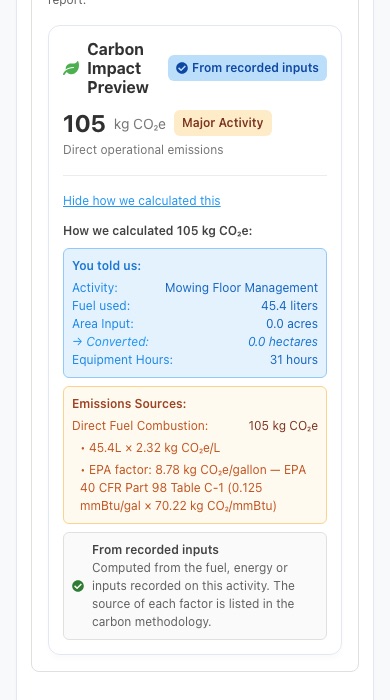 report.
Carbon
Impact
Preview
From recorded inputs
105 kg CO₂e Major Activity
Direct operational emissions
Hide how we calculated this
How we calculated 105 kg CO₂e:
You told us:
Activity: Mowing Floor Management
Fuel used: 45.4 liters
Area Input: 0.0 acres
→ Converted: 0.0 hectares
Equipment Hours: 31 hours
Emissions Sources:
Direct Fuel Combustion: 105 kg CO₂e
• 45.4L × 2.32 kg CO₂e/L
• EPA factor: 8.78 kg CO₂e/gallon — EPA
40 CFR Part 98 Table C-1 (0.125
mmBtu/gal × 70.22 kg CO₂/mmBtu)
From recorded inputs
Computed from the fuel, energy or
inputs recorded on this activity. The
source of each factor is listed in the
carbon methodology.